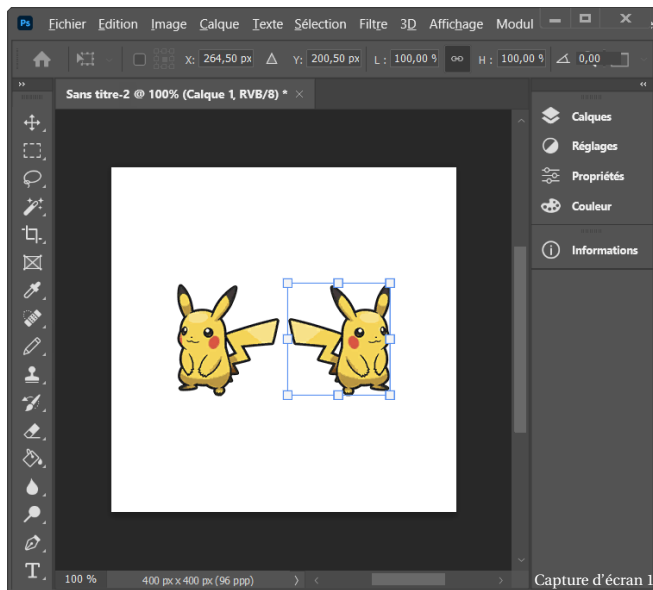 Ps Fichier Edition Image Calque Texte Sélection Filtre 3D Affichage Modul
X: 264,50 px Y: 200,50 px L: 100,00 % H: 100,00 % 0,00
Sans titre-2 @ 100% (Calque 1, RVB/8) * ×
Calques
Réglages
Propriétés
Couleur
Informations
T
100 % 400 px x 400 px (96 ppp)
Capture d'écran 1